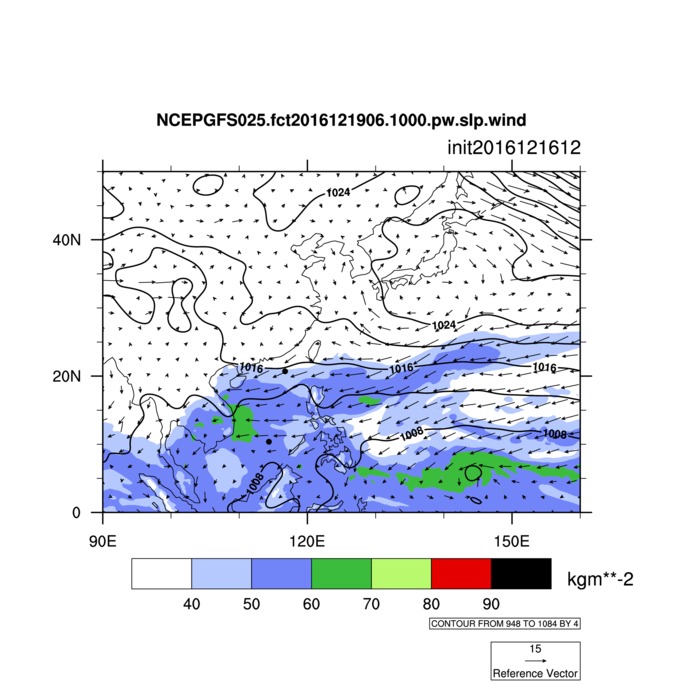 NCEPGFS025.fct2016121906.1000.pw.slp.wind
init2016121612
1024
40N
1024
1016
1016
1016
20N
1008
1008
1008
0
90E
120E
150E
40
50
60
70
80
90
kgm**-2
CONTOUR FROM 948 TO 1084 BY 4
15
Reference Vector